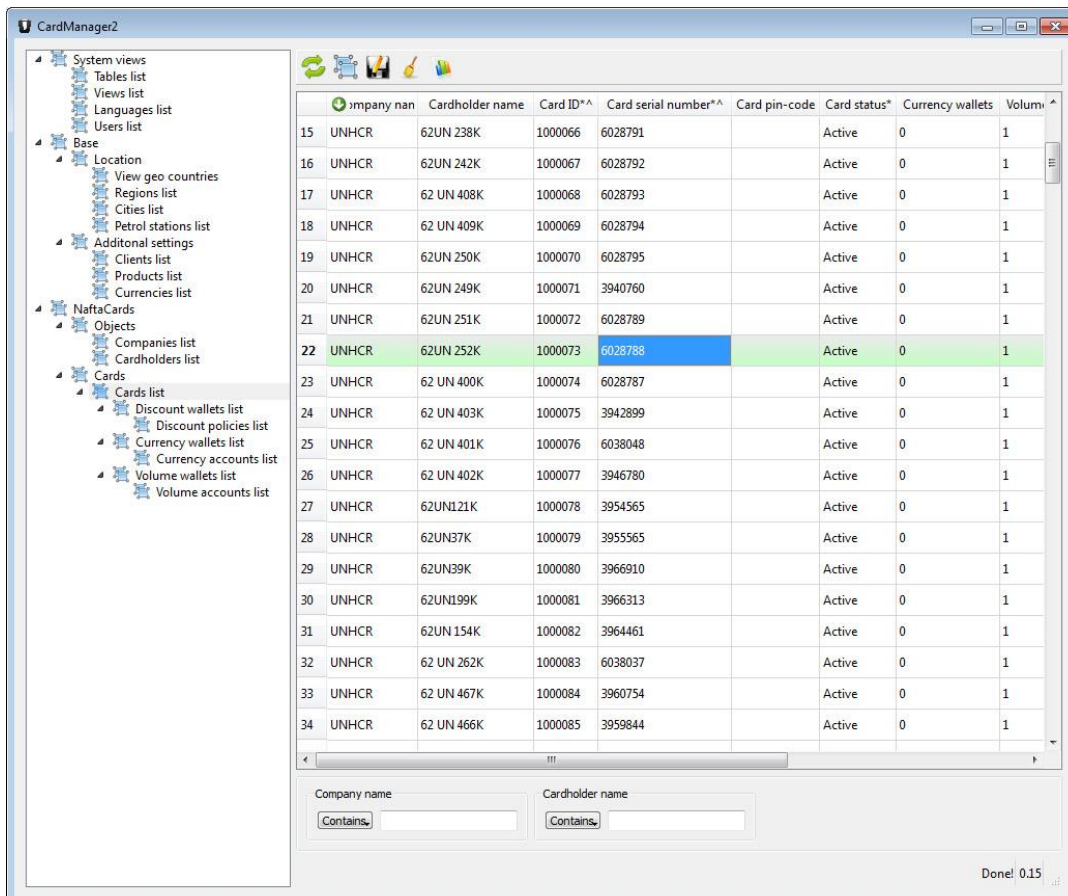 CardManager2
System views
Tables list
Views list
Languages list
Users list
Base
Location
View geo countries
Regions list
Cities list
Petrol stations list
Additonal settings
Clients list
Products list
Currencies list
NaftaCards
Objects
Companies list
Cardholders list
Cards
Cards list
Discount wallets list
Discount policies list
Currency wallets list
Currency accounts list
Volume wallets list
Volume accounts list
ompany nan Cardholder name Card ID*^ Card serial number*^ Card pin-code Card status* Currency wallets Volum
15 UNHCR 62UN 238K 1000066 6028791 Active 0 1
16 UNHCR 62UN 242K 1000067 6028792 Active 0 1
17 UNHCR 62 UN 408K 1000068 6028793 Active 0 1
18 UNHCR 62 UN 409K 1000069 6028794 Active 0 1
19 UNHCR 62UN 250K 1000070 6028795 Active 0 1
20 UNHCR 62UN 249K 1000071 3940760 Active 0 1
21 UNHCR 62UN 251K 1000072 6028789 Active 0 1
22 UNHCR 62UN 252K 1000073 6028788 Active 0 1
23 UNHCR 62 UN 400K 1000074 6028787 Active 0 1
24 UNHCR 62 UN 403K 1000075 3942899 Active 0 1
25 UNHCR 62 UN 401K 1000076 6038048 Active 0 1
26 UNHCR 62 UN 402K 1000077 3946780 Active 0 1
27 UNHCR 62UN121K 1000078 3954565 Active 0 1
28 UNHCR 62UN37K 1000079 3955565 Active 0 1
29 UNHCR 62UN39K 1000080 3966910 Active 0 1
30 UNHCR 62UN199K 1000081 3966313 Active 0 1
31 UNHCR 62UN 154K 1000082 3964461 Active 0 1
32 UNHCR 62 UN 262K 1000083 6038037 Active 0 1
33 UNHCR 62 UN 467K 1000084 3960754 Active 0 1
34 UNHCR 62 UN 466K 1000085 3959844 Active 0 1
Company name Cardholder name
Contains Contains
Done! 0.15